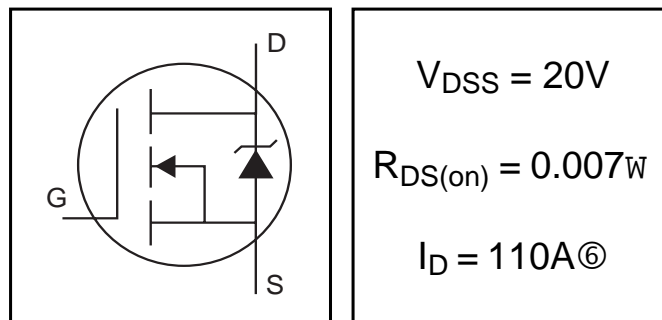 D
G
S
VDSS = 20V
RDS(on) = 0.007W
ID = 110A⑥